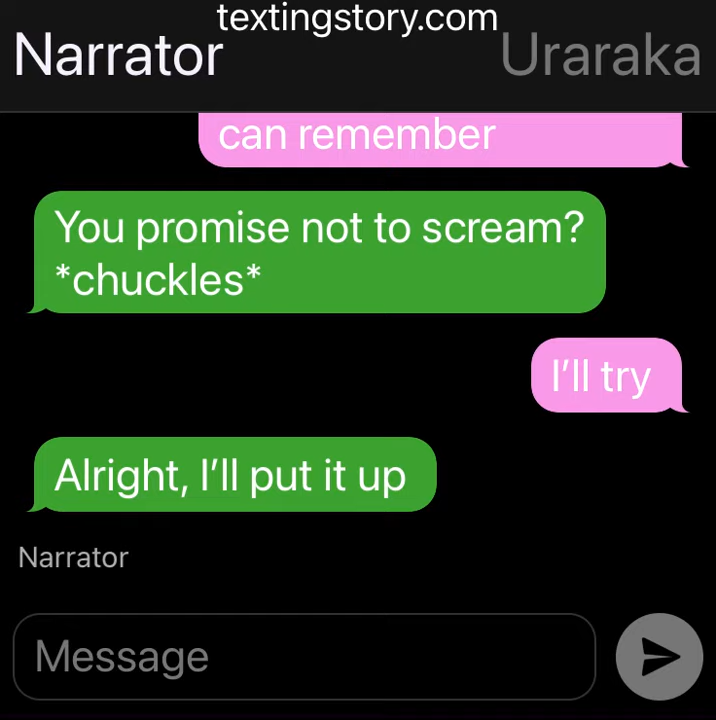 textingstory.com
Narrator
Uraraka
can remember
You promise not to scream?
*chuckles*
I’ll try
Alright, I’ll put it up
Narrator
Message